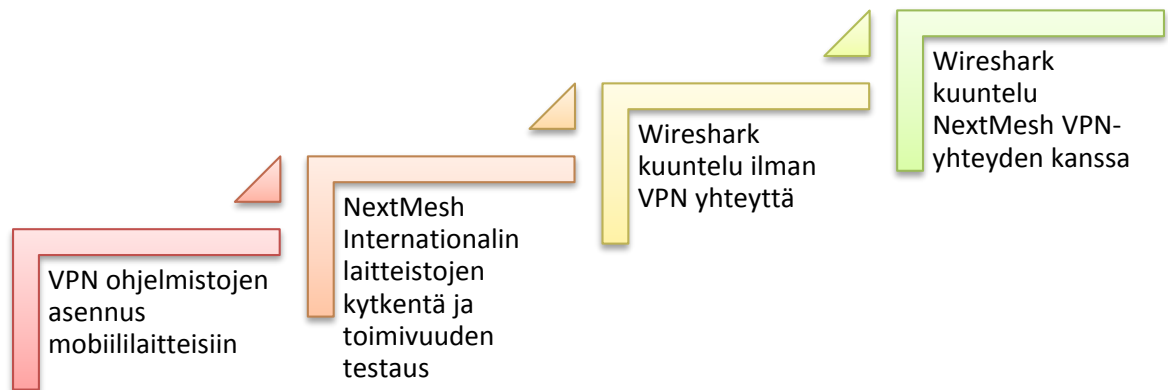 VPN ohjelmistojen
asennus
mobiililaitteisiin
NextMesh
Internationalin
laitteistojen
kytkentä ja
toimivuuden
testaus
Wireshark
kuuntelu ilman
VPN yhteyttä
Wireshark
kuuntelu
NextMesh VPN-
yhteyden kanssa